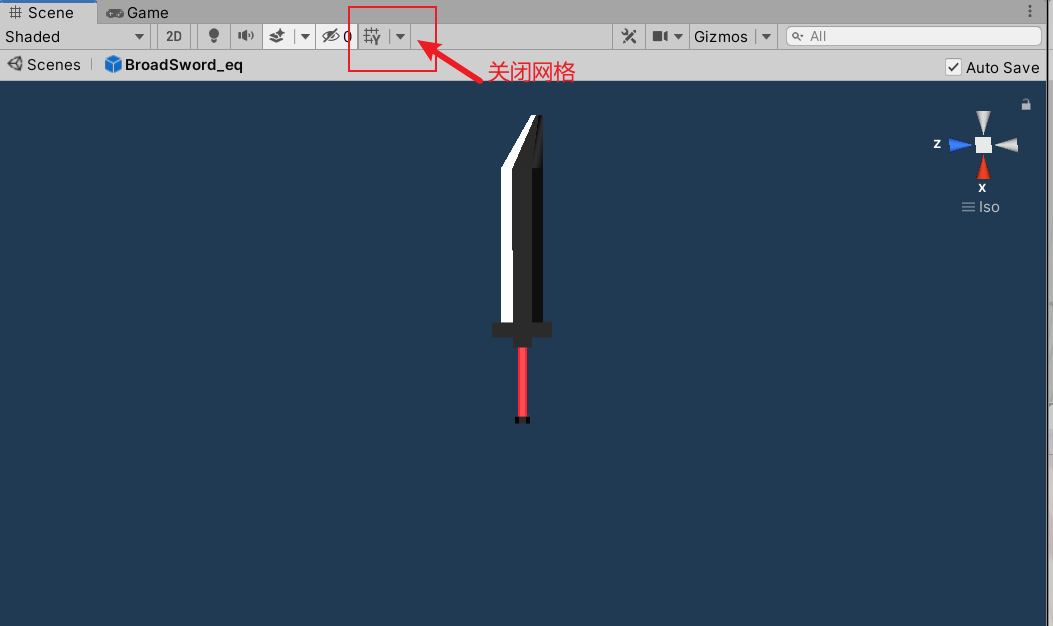 Scene Game
Shaded 2D 0 Gizmos All
Scenes BroadSword_eq Auto Save
关闭网格
z
x
Iso